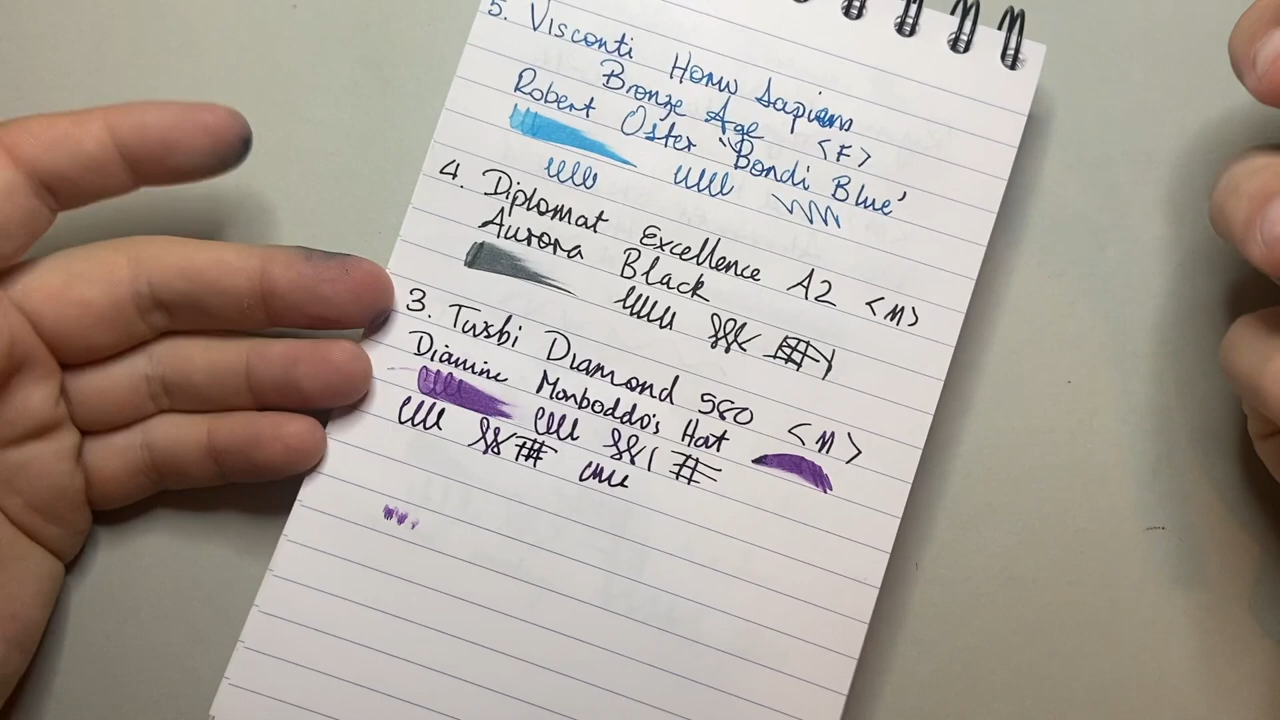 5. Visconti Homo Sapiens
Bronze Age <F>
Robert Oster 'Bondi Blue'
4. Diplomat Excellence A2 <M>
Aurora Black
3. Twsbi Diamond 580 <M>
Diamine Monboddo's Hat